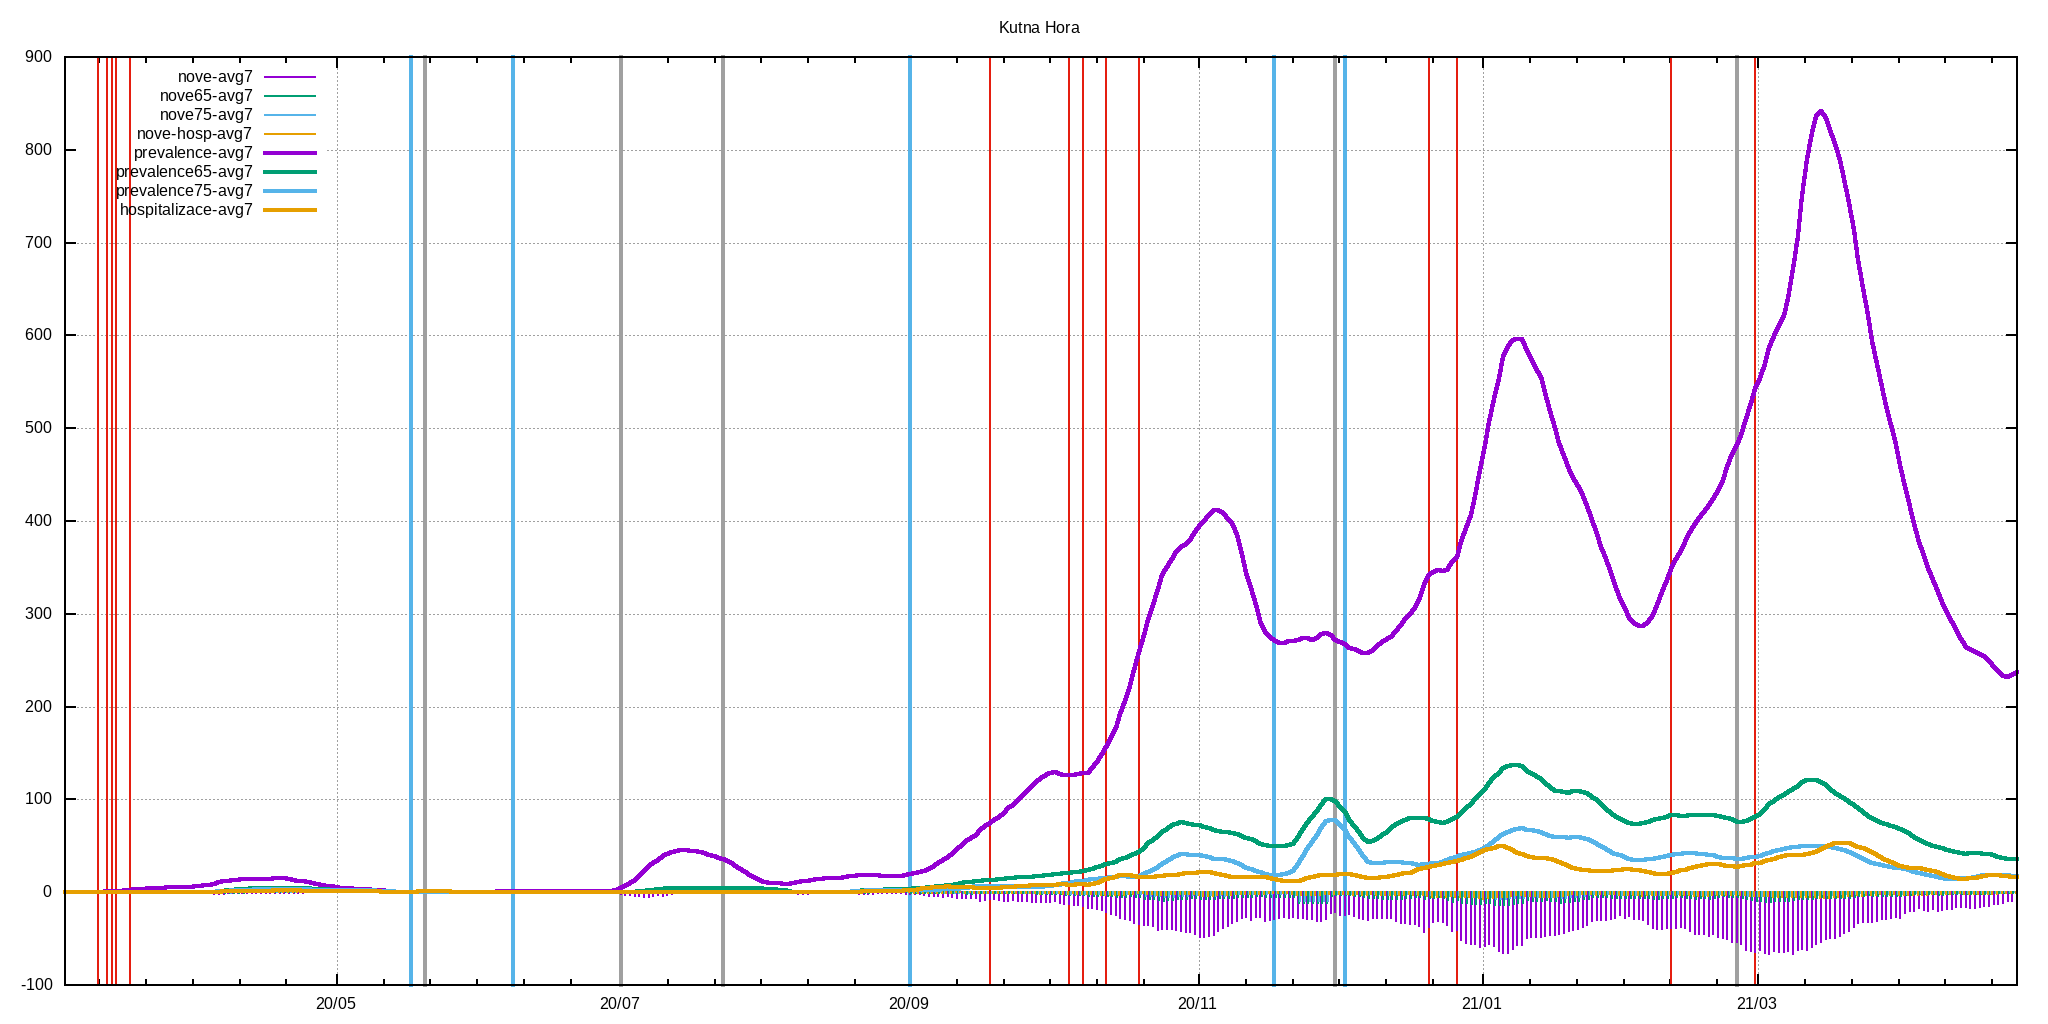 Kutna Hora
900
800
700
600
500
400
300
200
100
0
-100
nove-avg7
nove65-avg7
nove75-avg7
nove-hosp-avg7
prevalence-avg7
prevalence65-avg7
prevalence75-avg7
hospitalizace-avg7
20/05
20/07
20/09
20/11
21/01
21/03